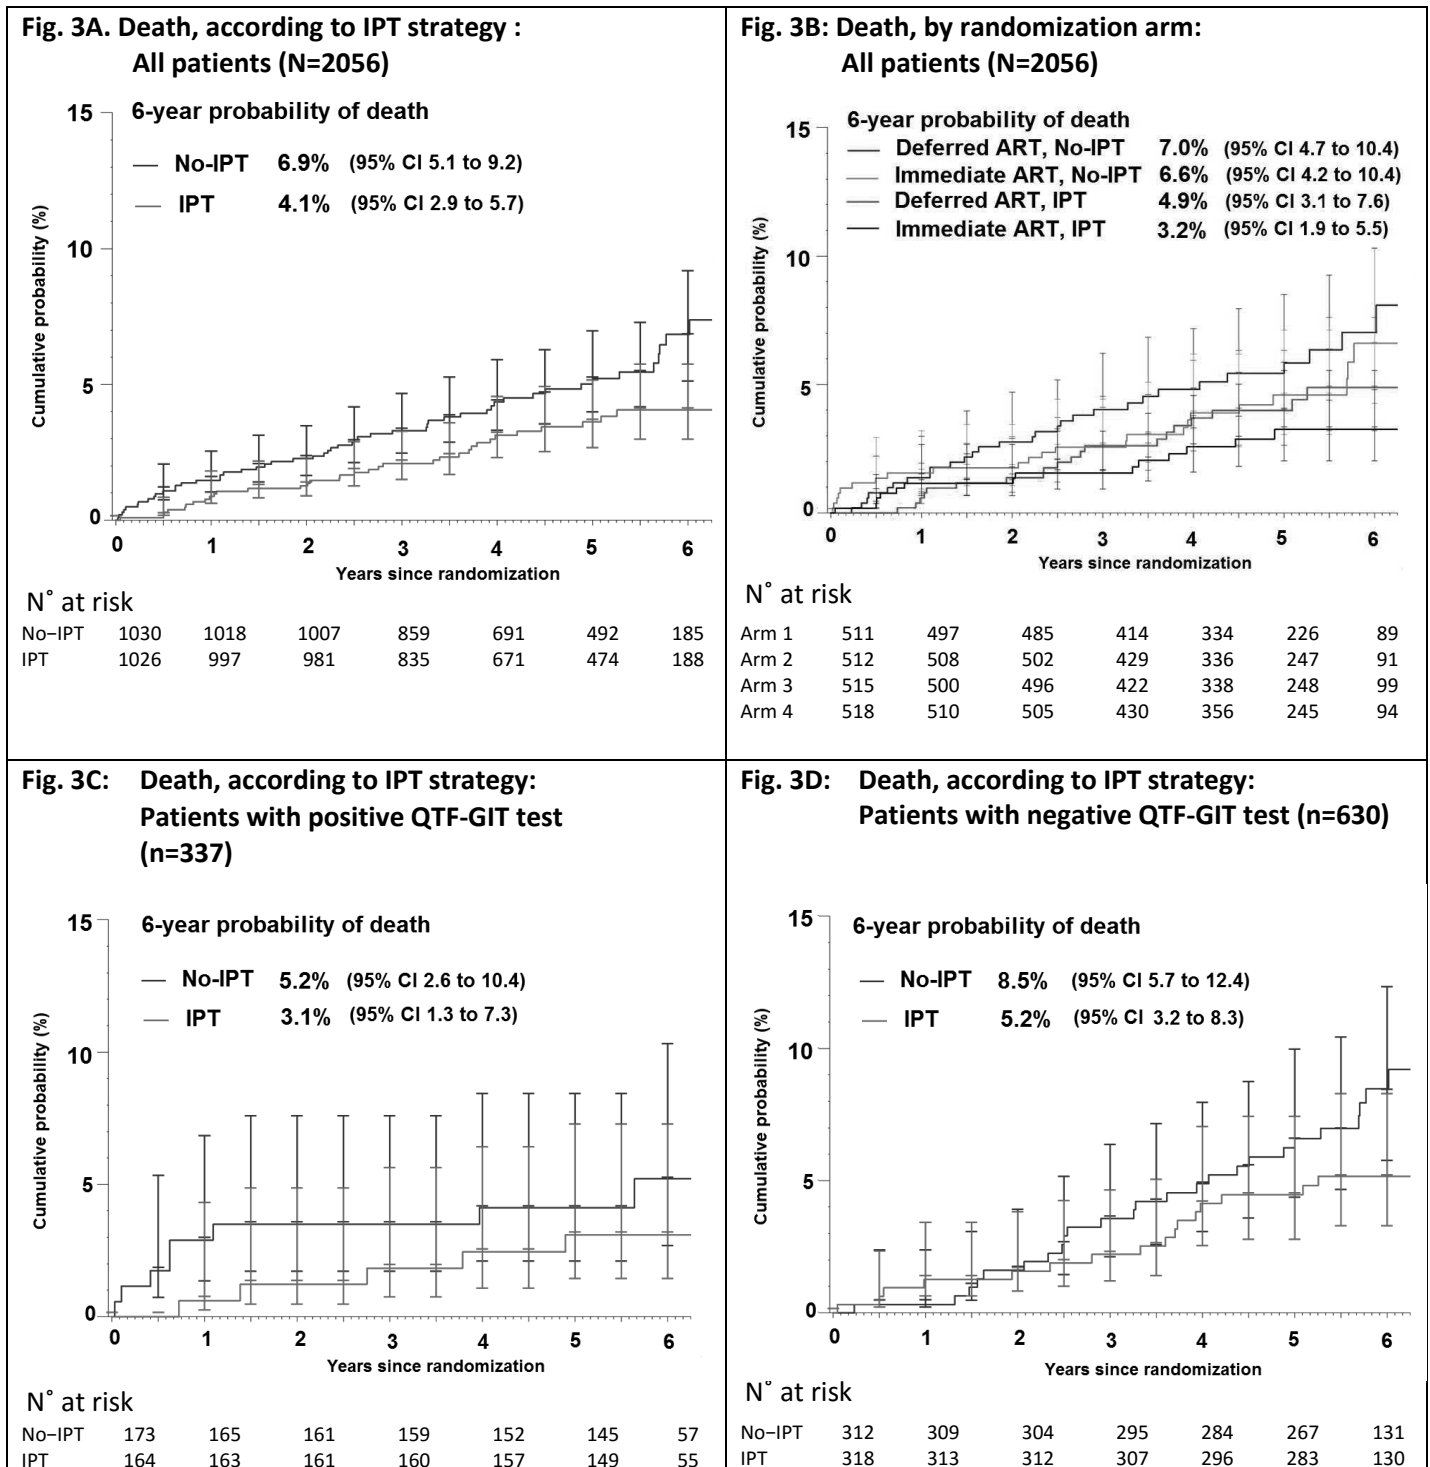 Fig. 3A. Death, according to IPT strategy :
All patients (N=2056)
6-year probability of death
No-IPT 6.9% (95% CI 5.1 to 9.2)
IPT 4.1% (95% CI 2.9 to 5.7)
Cumulative probability (%)
15
10
5
0
0 1 2 3 4 5 6
Years since randomization
N° at risk
No–IPT 1030 1018 1007 859 691 492 185
IPT 1026 997 981 835 671 474 188
Fig. 3B: Death, by randomization arm:
All patients (N=2056)
6-year probability of death
Deferred ART, No-IPT 7.0% (95% CI 4.7 to 10.4)
Immediate ART, No-IPT 6.6% (95% CI 4.2 to 10.4)
Deferred ART, IPT 4.9% (95% CI 3.1 to 7.6)
Immediate ART, IPT 3.2% (95% CI 1.9 to 5.5)
Cumulative probability (%)
15
10
5
0
0 1 2 3 4 5 6
Years since randomization
N° at risk
Arm 1 511 497 485 414 334 226 89
Arm 2 512 508 502 429 336 247 91
Arm 3 515 500 496 422 338 248 99
Arm 4 518 510 505 430 356 245 94
Fig. 3C: Death, according to IPT strategy:
Patients with positive QTF-GIT test
(n=337)
6-year probability of death
No-IPT 5.2% (95% CI 2.6 to 10.4)
IPT 3.1% (95% CI 1.3 to 7.3)
Cumulative probability (%)
15
10
5
0
0 1 2 3 4 5 6
Years since randomization
N° at risk
No–IPT 173 165 161 159 152 145 57
IPT 164 163 161 160 157 149 55
Fig. 3D: Death, according to IPT strategy:
Patients with negative QTF-GIT test (n=630)
6-year probability of death
No-IPT 8.5% (95% CI 5.7 to 12.4)
IPT 5.2% (95% CI 3.2 to 8.3)
Cumulative probability (%)
15
10
5
0
0 1 2 3 4 5 6
Years since randomization
N° at risk
No–IPT 312 309 304 295 284 267 131
IPT 318 313 312 307 296 283 130